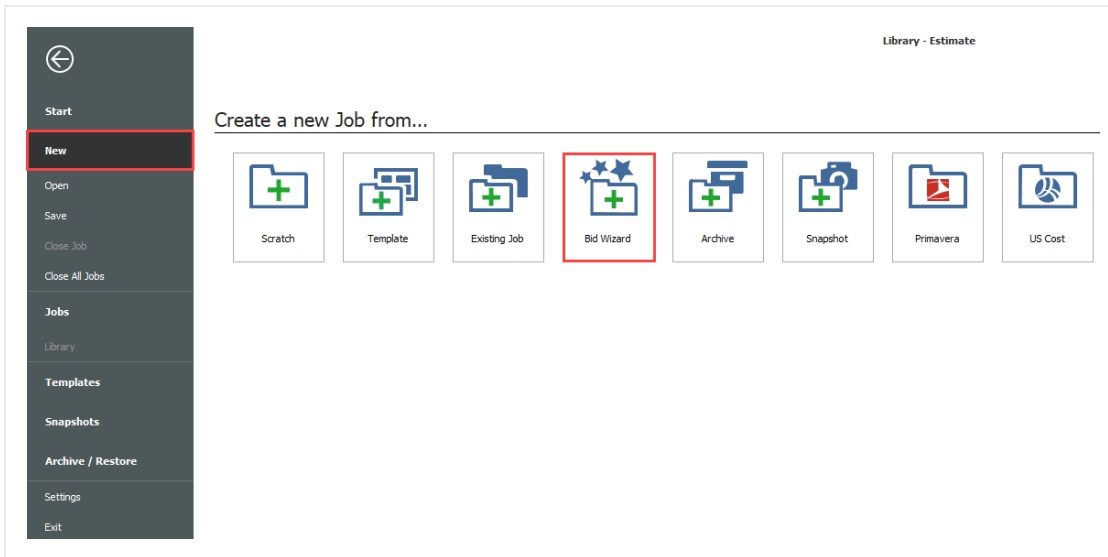 Library - Estimate
Start
New
Open
Save
Close Job
Close All Jobs
Jobs
Library
Templates
Snapshots
Archive / Restore
Settings
Exit
Create a new Job from...
Scratch
Template
Existing Job
Bid Wizard
Archive
Snapshot
Primavera
US Cost